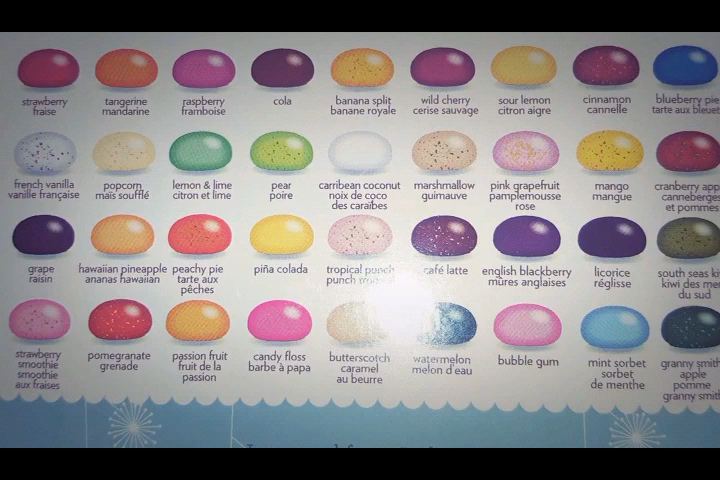 strawberry
fraise
tangerine
mandarine
raspberry
framboise
cola
banana split
banane royale
wild cherry
cerise sauvage
sour lemon
citron aigre
cinnamon
cannelle
blueberry pie
tarte aux bleuet
french vanilla
vanille française
popcorn
maïs soufflé
lemon & lime
citron et lime
pear
poire
carribean coconut
noix de coco
des caraïbes
marshmallow
guimauve
pink grapefruit
pamplemousse
rose
mango
mangue
cranberry app
canneberges
et pommes
grape
raisin
hawaiian pineapple
ananas hawaiian
peachy pie
tarte aux
pêches
piña colada
tropical punch
punch
café latte
english blackberry
mûres anglaises
licorice
réglisse
south seas ki
kiwi des mer
du sud
strawberry
smoothie
smoothie
aux fraises
pomegranate
grenade
passion fruit
fruit de la
passion
candy floss
barbe à papa
butterscotch
caramel
au beurre
watermelon
melon d'eau
bubble gum
mint sorbet
sorbet
de menthe
granny smith
apple
pomme
granny smith